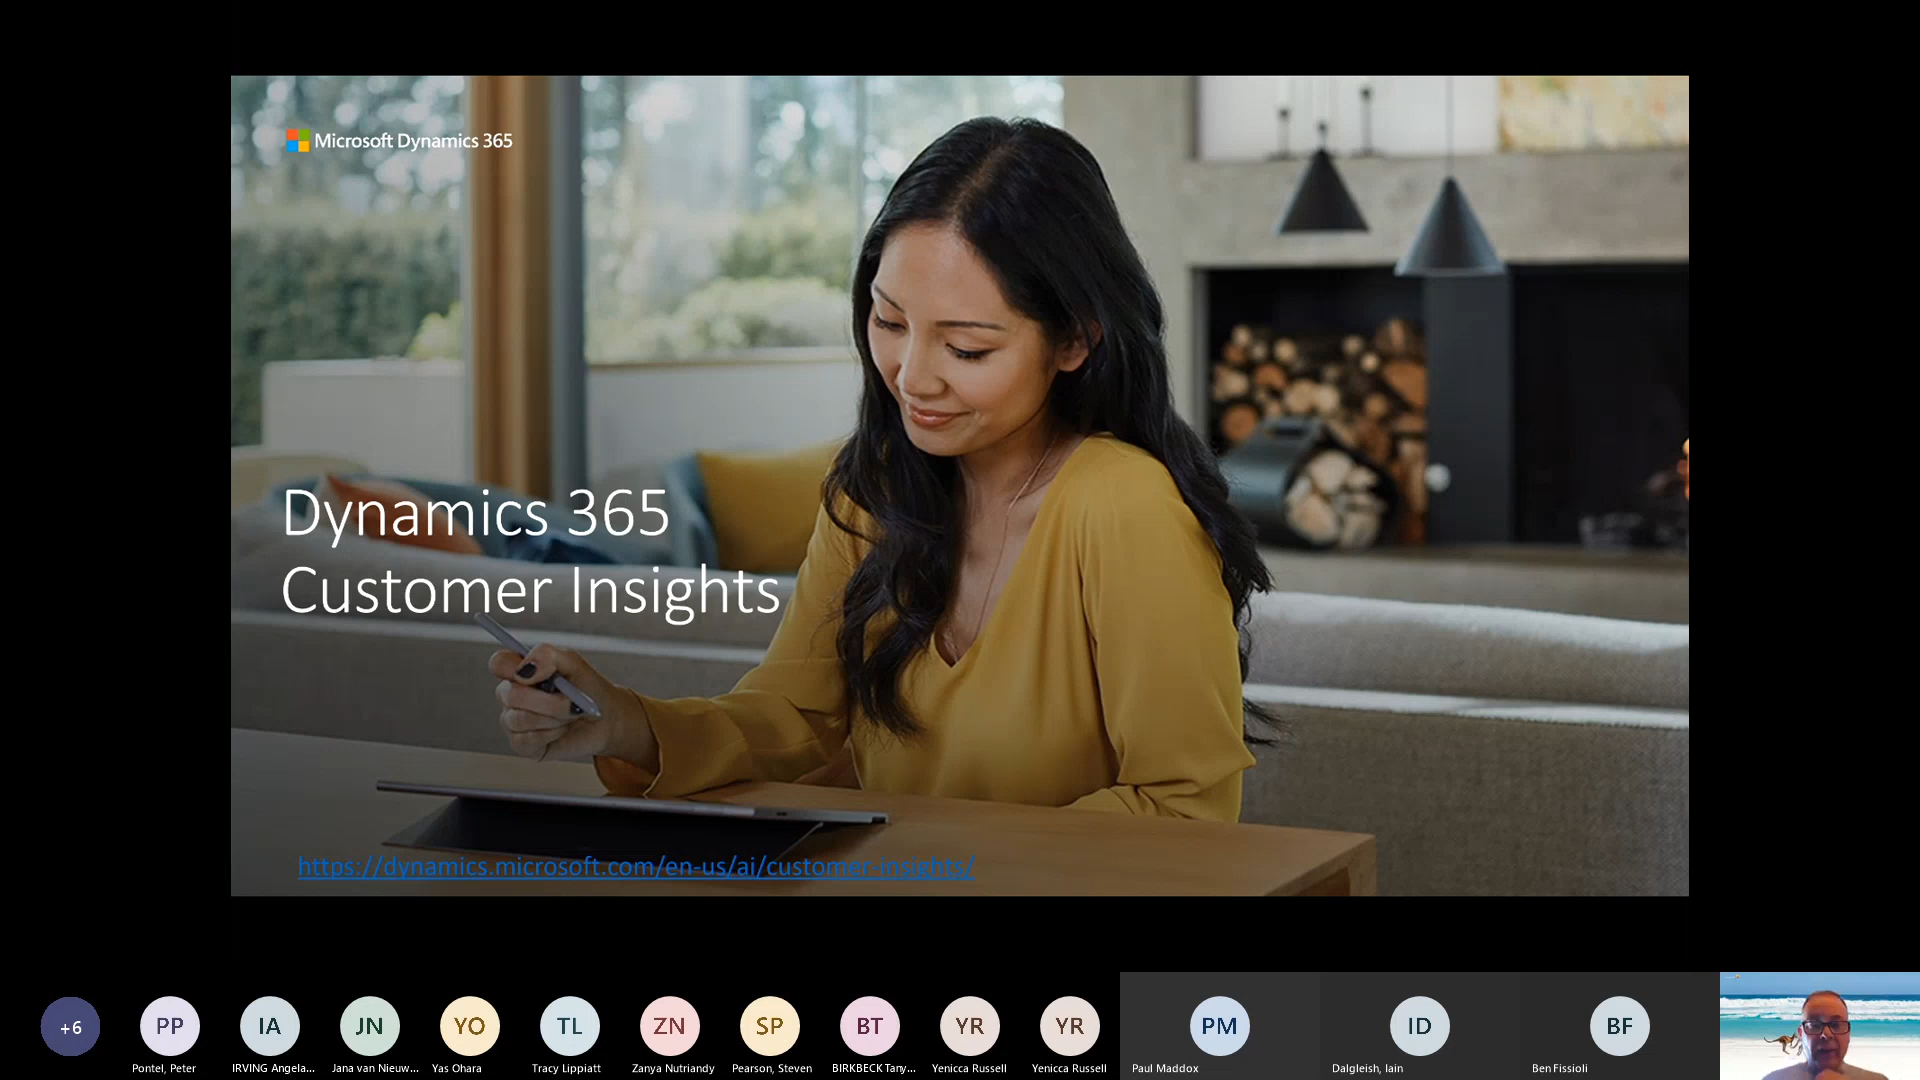 Microsoft Dynamics 365
Dynamics 365
Customer Insights
https://dynamics.microsoft.com/en-us/ai/customer-insights/
+6
PP
IA
JN
YO
TL
ZN
SP
BT
YR
YR
PM
ID
BF
Pontel, Peter
IRVING Angela...
Jana van Nieuw...
Yas Ohara
Tracy Lippiatt
Zanya Nutriandy
Pearson, Steven
BIRKBECK Tany...
Yenicca Russell
Yenicca Russell
Paul Maddox
Dalgleish, Iain
Ben Fissioli